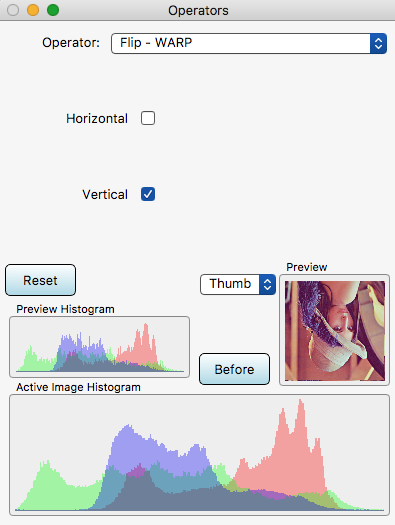 Operators
Operator: Flip - WARP
Horizontal
Vertical
Reset
Thumb
Preview
Preview Histogram
Before
Active Image Histogram